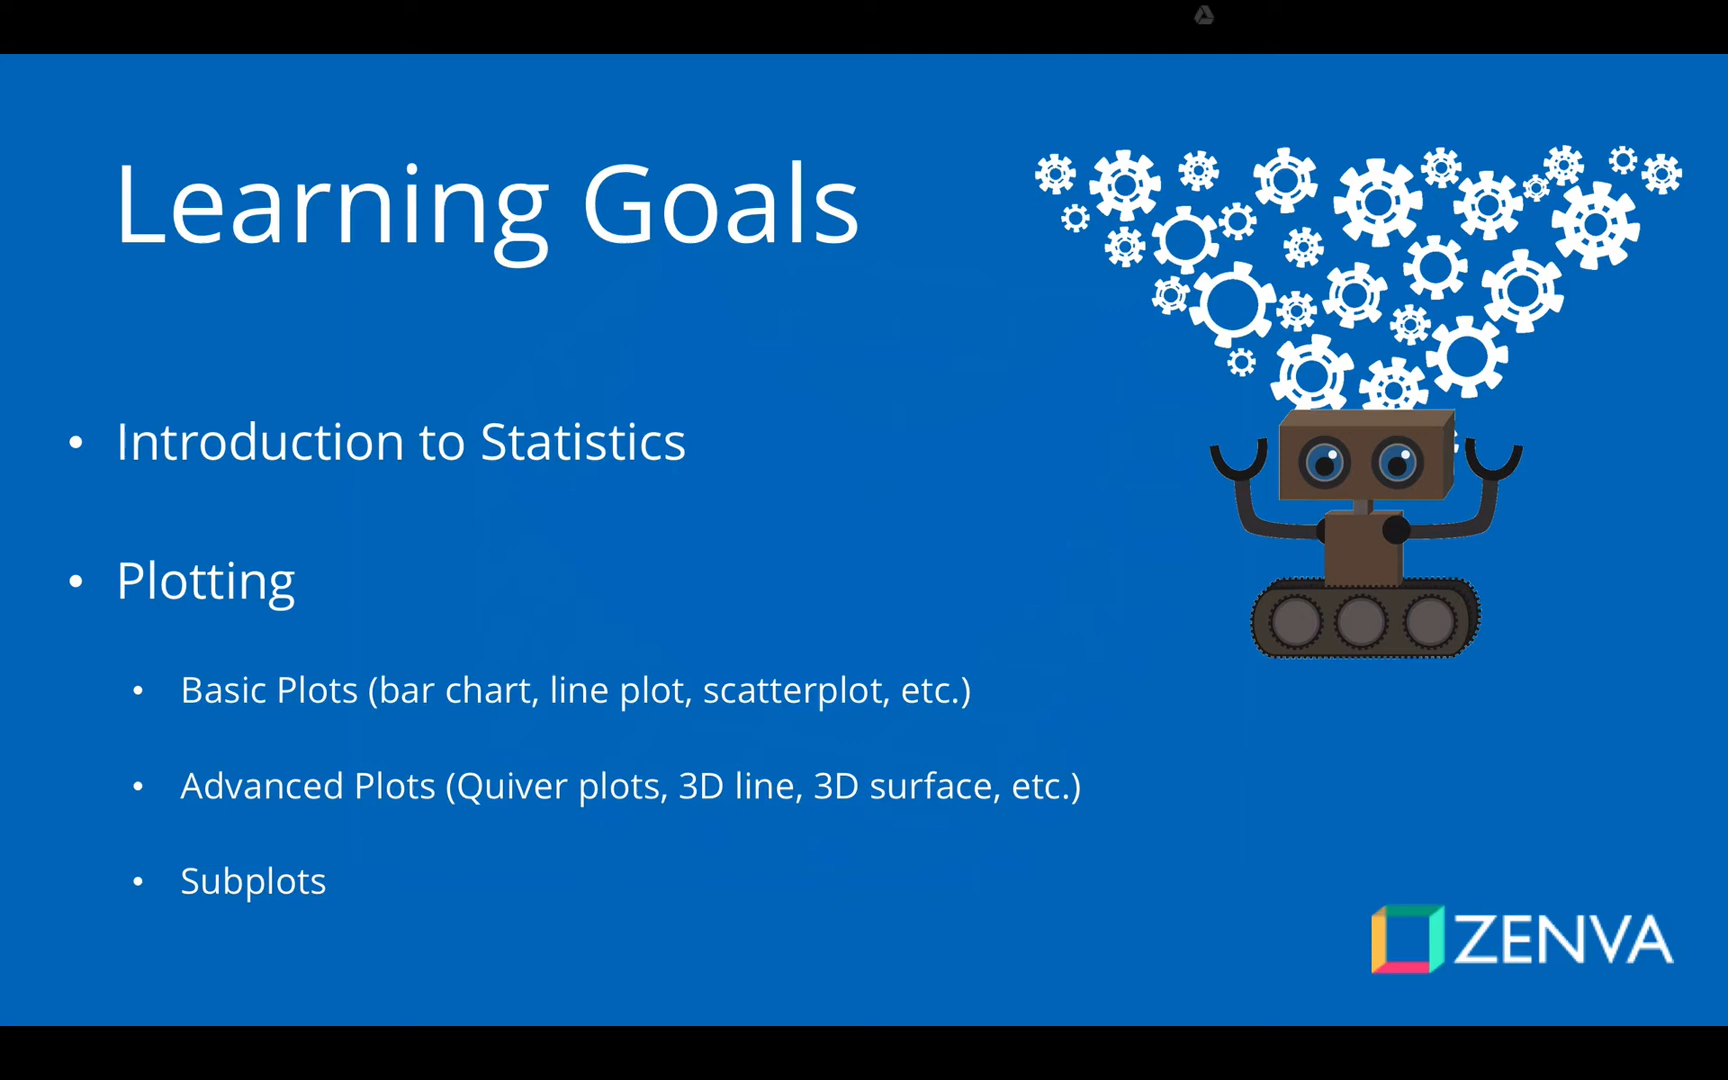 Learning Goals
• Introduction to Statistics
• Plotting
• Basic Plots (bar chart, line plot, scatterplot, etc.)
• Advanced Plots (Quiver plots, 3D line, 3D surface, etc.)
• Subplots
ZENVA